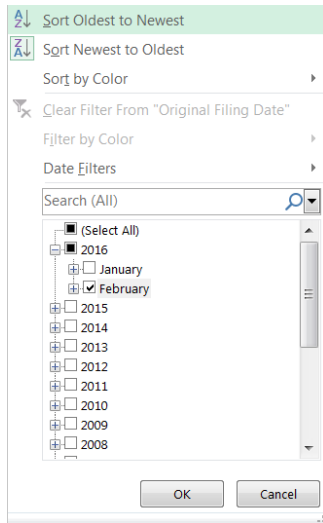 Sort Oldest to Newest
Sort Newest to Oldest
Sort by Color
Clear Filter From "Original Filing Date"
Filter by Color
Date Filters
Search (All)
(Select All)
2016
January
February
2015
2014
2013
2012
2011
2010
2009
2008
OK Cancel